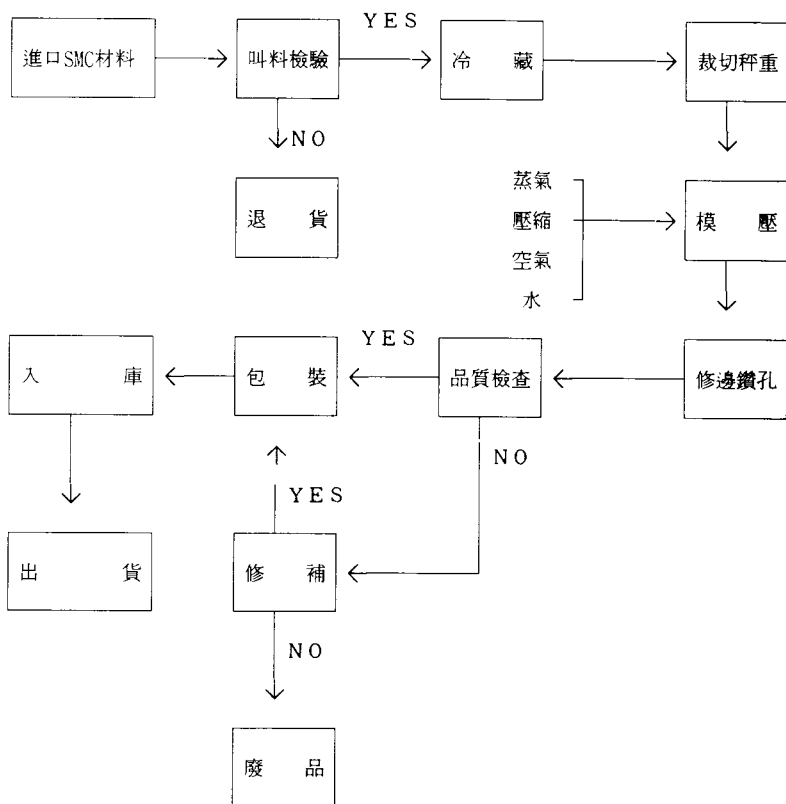 進口SMC材料
叫料檢驗
YES
冷藏
裁切秤重
NO
退貨
蒸氣
壓縮
空氣
水
模壓
入庫
包裝
YES
品質檢查
修邊鑽孔
NO
YES
出貨
修補
NO
廢品